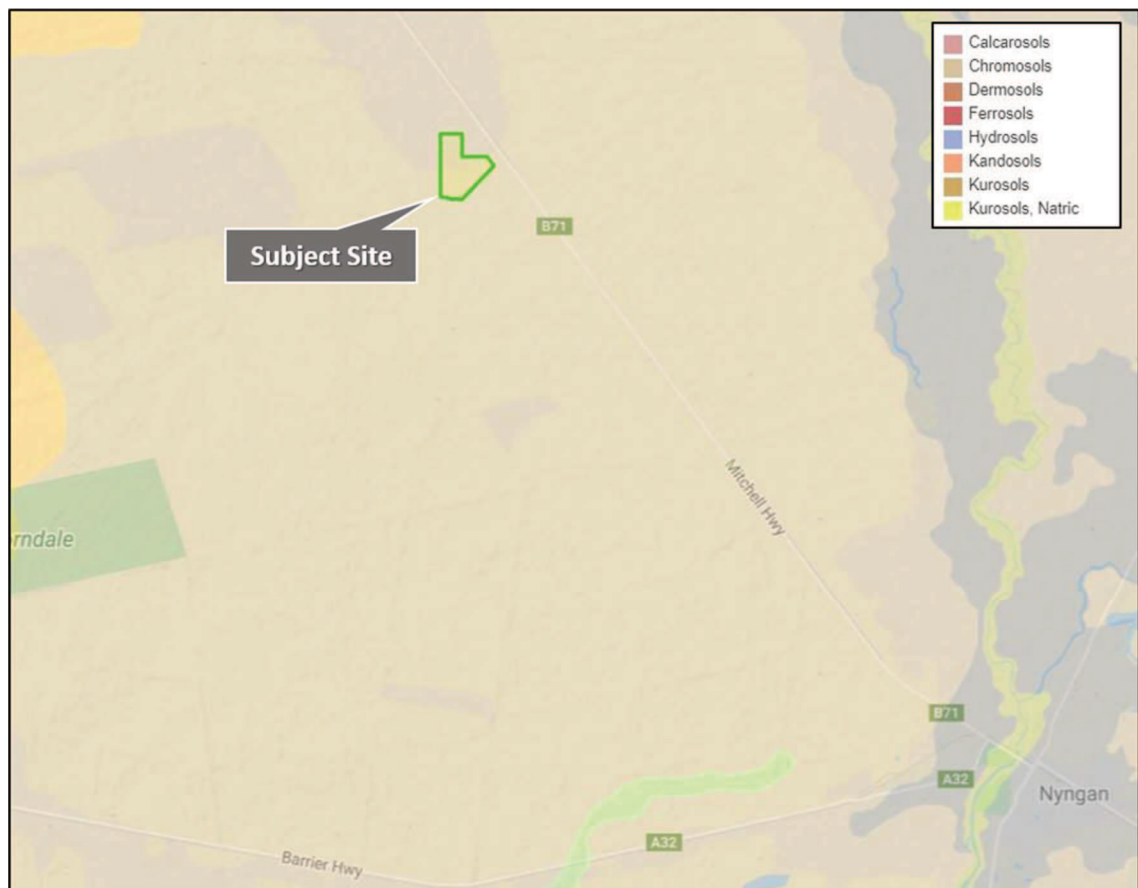 Calcarosols
Chromosols
Dermosols
Ferrosols
Hydrosols
Kandosols
Kurosols
Kurosols, Natric
B71
Subject Site
Mitchell Hwy
rndale
B71
A32
Nyngan
A32
Barrier Hwy